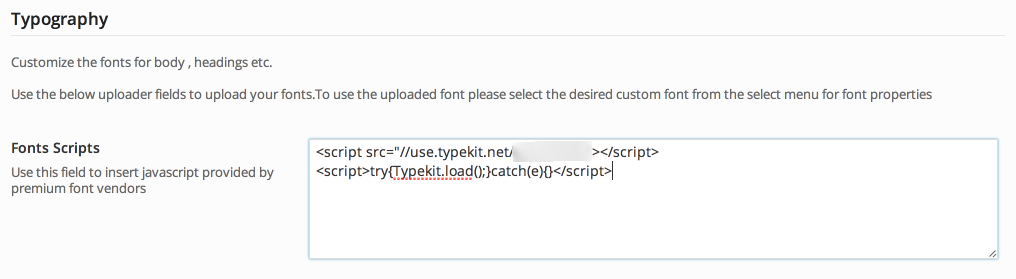 Typography
Customize the fonts for body , headings etc.
Use the below uploader fields to upload your fonts.To use the uploaded font please select the desired custom font from the select menu for font properties
Fonts Scripts
Use this field to insert javascript provided by
premium font vendors
<script src="//use.typekit.net/ ></script>
<script>try{Typekit.load();}catch(e){}</script>